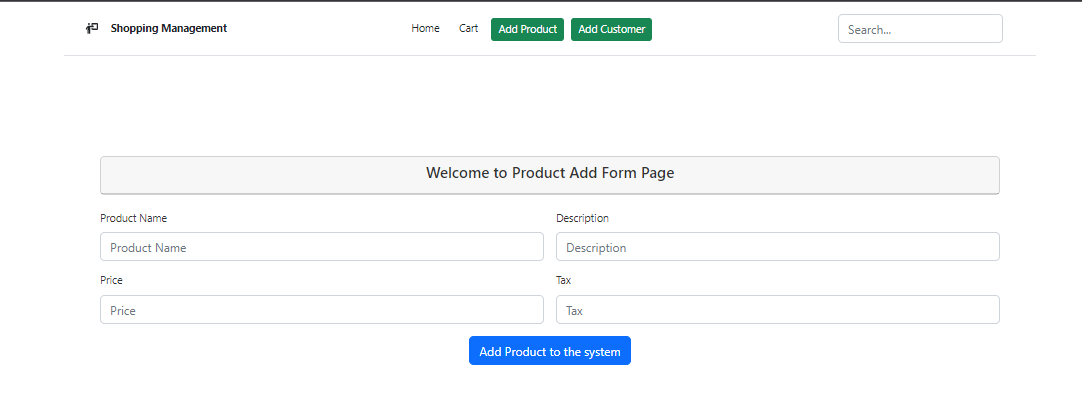 Shopping Management Home Cart Add Product Add Customer Search...
Welcome to Product Add Form Page
Product Name Description
Product Name Description
Price Tax
Price Tax
Add Product to the system